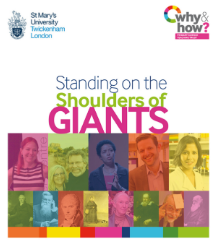 St Mary's
University
Twickenham
London
why&
how?
Standing on the
Shoulders of
GIANTS